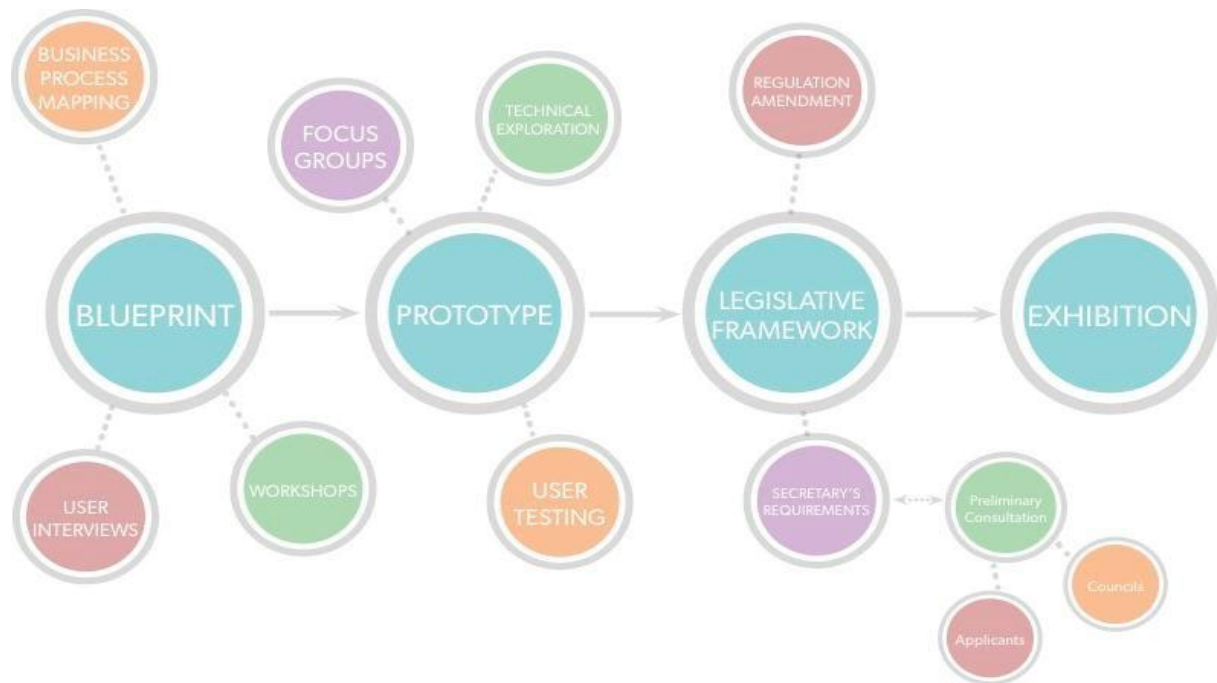 BUSINESS
PROCESS
MAPPING
FOCUS
GROUPS
TECHNICAL
EXPLORATION
REGULATION
AMENDMENT
BLUEPRINT
PROTOTYPE
LEGISLATIVE
FRAMEWORK
EXHIBITION
USER
INTERVIEWS
WORKSHOPS
USER
TESTING
SECRETARY'S
REQUIREMENTS
Preliminary
Consultation
Councils
Applicants